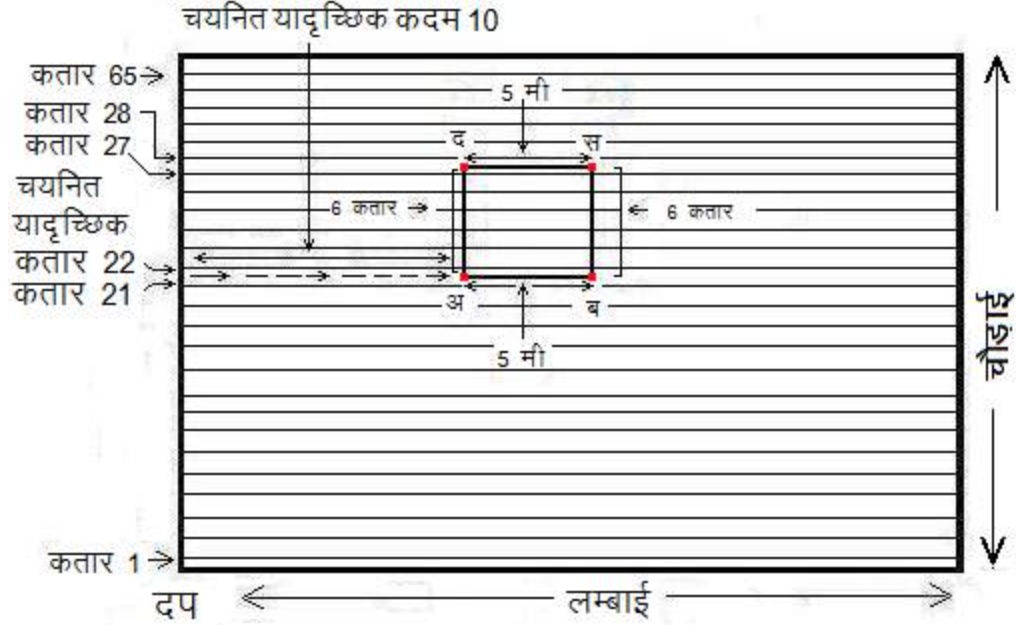 चयनित यादृच्छिक कदम 10
कतार 65
कतार 28
कतार 27
चयनित
यादृच्छिक
कतार 22
कतार 21
कतार 1
5 मी
द
स
6 कतार
6 कतार
अ
ब
5 मी
चौड़ाई
दप
लम्बाई